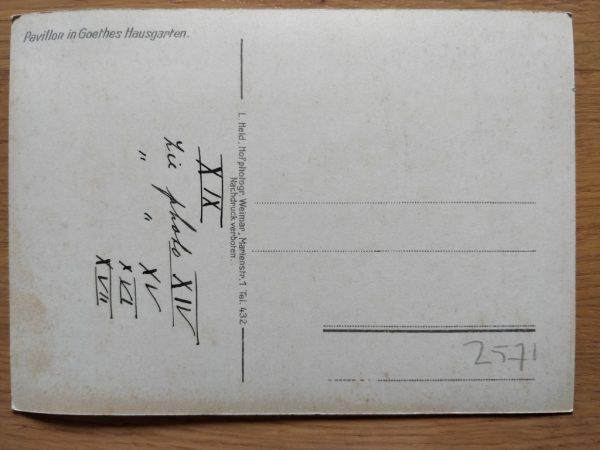 Pavillon in Goethes Hausgarten.
XIX
Zie photo XIV
" " XV
XVI
XVII
L. Held. Hofphotogr. Weimar, Marienstr. 1 Tel. 432
Nachdruck verboten.
2571